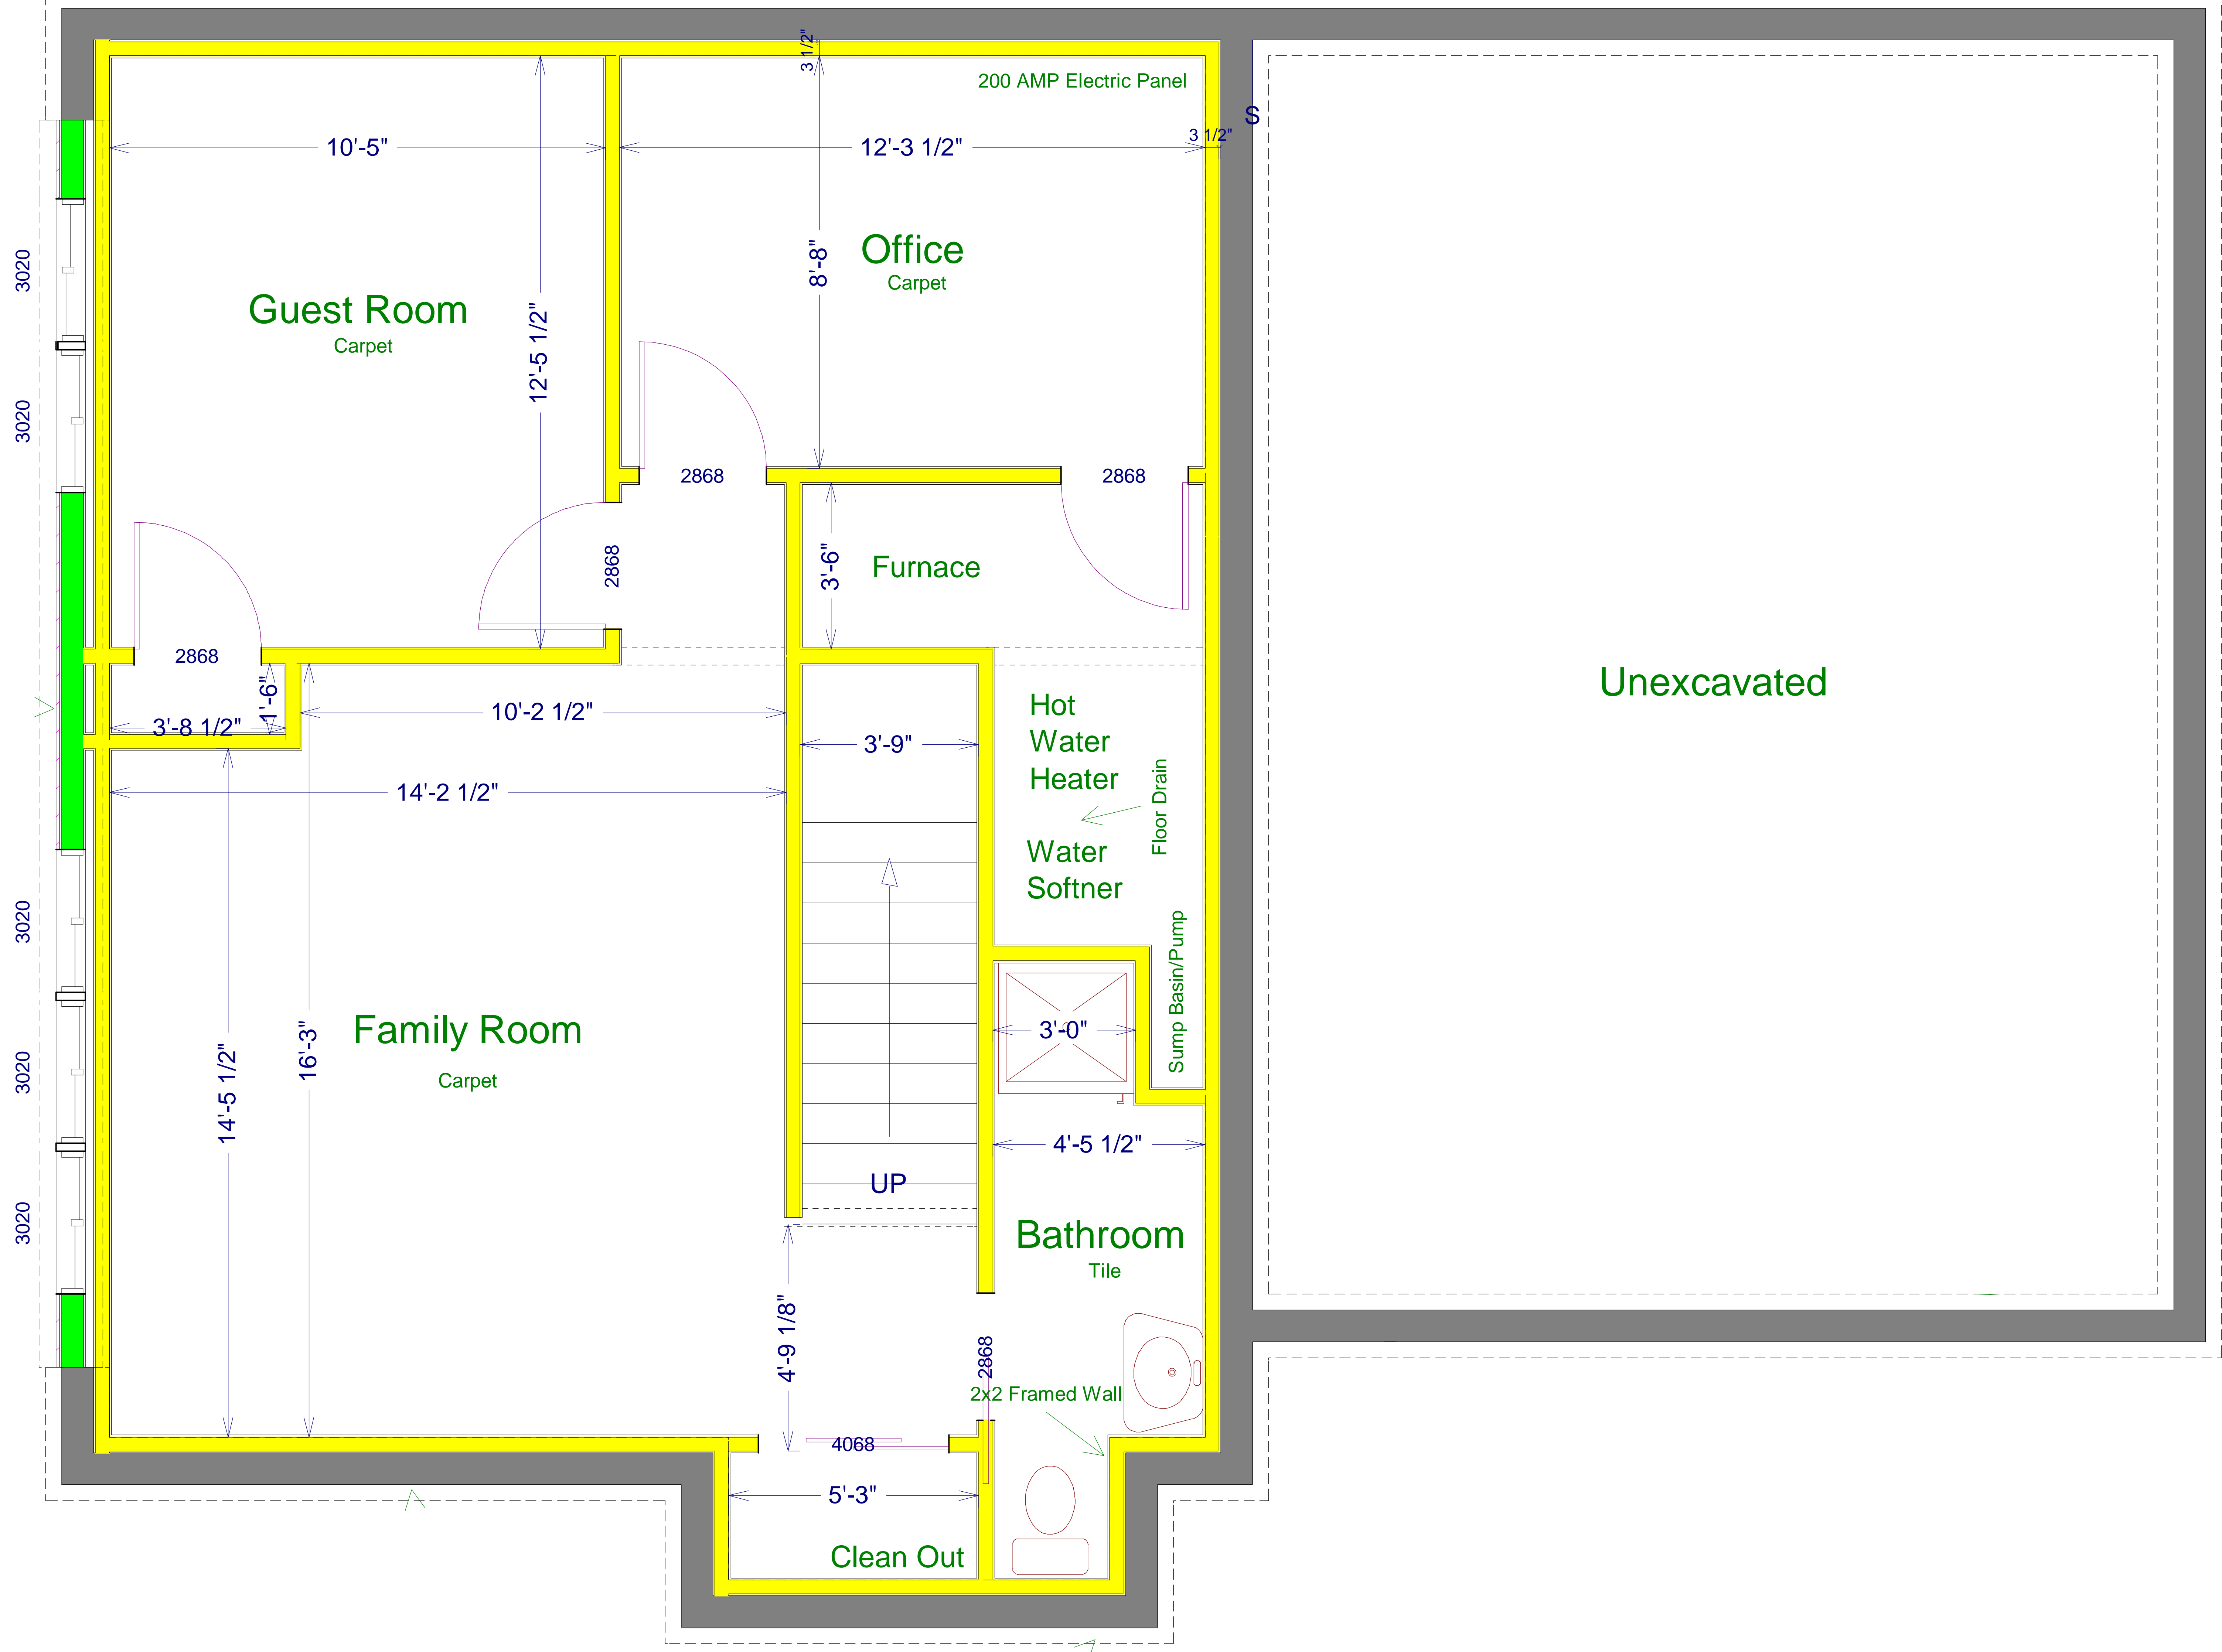 3 1/2"
200 AMP Electric Panel
S
3 1/2"
10'-5"
12'-3 1/2"
Office
Carpet
8'-8"
3020
Guest Room
Carpet
12'-5 1/2"
3020
2868
2868
2868
Furnace
3'-6"
2868
1'-6"
3'-8 1/2"
10'-2 1/2"
3'-9"
14'-2 1/2"
Hot
Water
Heater
Floor Drain
Water
Softner
Unexcavated
3020
Sump Basin/Pump
Family Room
Carpet
14'-5 1/2"
16'-3"
3'-0"
3020
4'-5 1/2"
UP
3020
Bathroom
Tile
4'-9 1/8"
2868
2x2 Framed Wall
4068
5'-3"
Clean Out